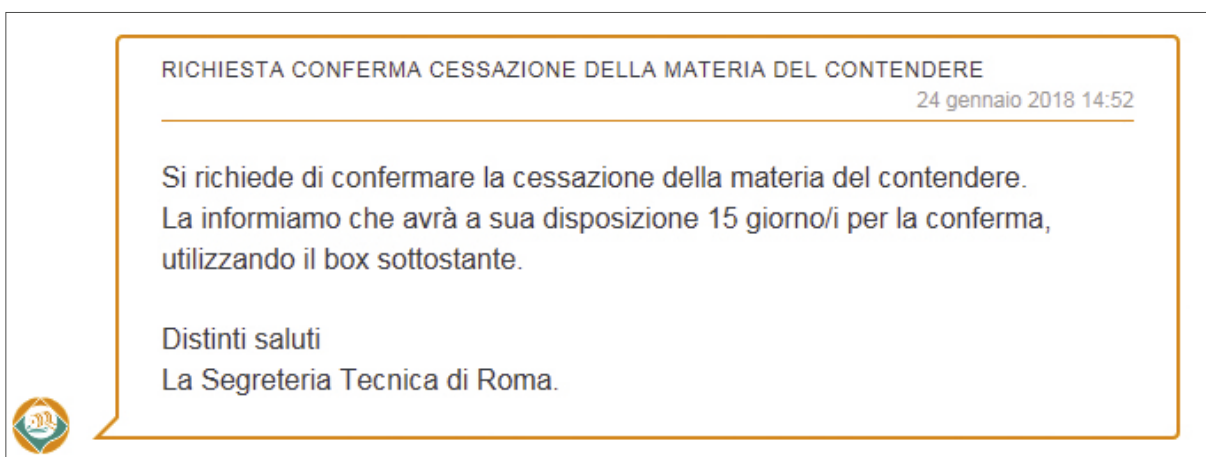 RICHIESTA CONFERMA CESSAZIONE DELLA MATERIA DEL CONTENDERE
24 gennaio 2018 14:52
Si richiede di confermare la cessazione della materia del contendere.
La informiamo che avrà a sua disposizione 15 giorno/i per la conferma,
utilizzando il box sottostante.
Distinti saluti
La Segreteria Tecnica di Roma.